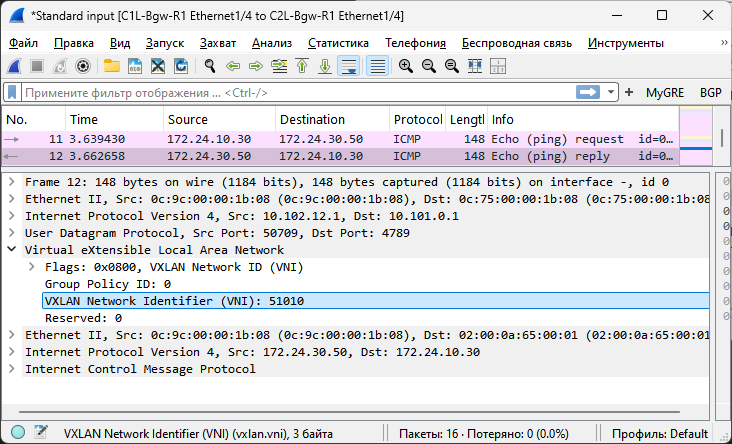 *Standard input [C1L-Bgw-R1 Ethernet1/4 to C2L-Bgw-R1 Ethernet1/4]
Файл Правка Вид Запуск Захват Анализ Статистика Телефония Беспроводная связь Инструменты »
Примените фильтр отображения ... <Ctrl-/> + MyGRE BGP
No. Time Source Destination Protocol Lengtl Info
11 3.639430 172.24.10.30 172.24.30.50 ICMP 148 Echo (ping) request id=0…
12 3.662658 172.24.30.50 172.24.10.30 ICMP 148 Echo (ping) reply id=0…
Frame 12: 148 bytes on wire (1184 bits), 148 bytes captured (1184 bits) on interface -, id 0
Ethernet II, Src: 0c:9c:00:00:1b:08 (0c:9c:00:00:1b:08), Dst: 0c:75:00:00:1b:08 (0c:75:00:00:1b:08
Internet Protocol Version 4, Src: 10.102.12.1, Dst: 10.101.0.1
User Datagram Protocol, Src Port: 50709, Dst Port: 4789
Virtual eXtensible Local Area Network
Flags: 0x0800, VXLAN Network ID (VNI)
Group Policy ID: 0
VXLAN Network Identifier (VNI): 51010
Reserved: 0
Ethernet II, Src: 0c:9c:00:00:1b:08 (0c:9c:00:00:1b:08), Dst: 02:00:0a:65:00:01 (02:00:0a:65:00:01
Internet Protocol Version 4, Src: 172.24.30.50, Dst: 172.24.10.30
Internet Control Message Protocol
VXLAN Network Identifier (VNI) (vxlan.vni), 3 байта Пакеты: 16 · Потеряно: 0 (0.0%) Профиль: Default